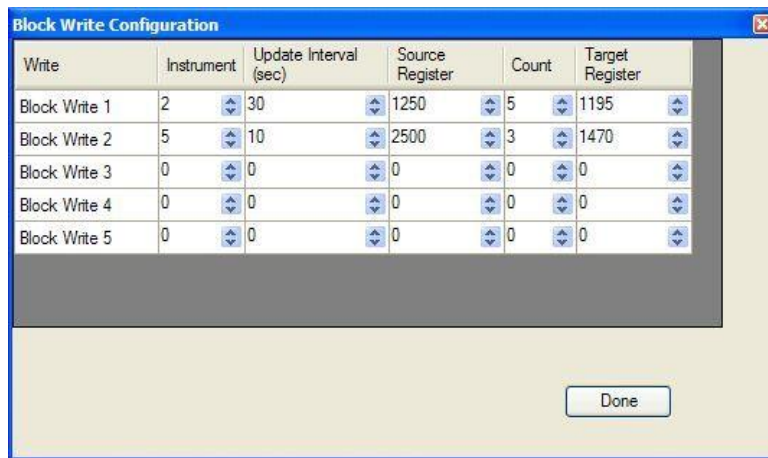 Block Write Configuration
Write Instrument Update Interval (sec) Source Register Count Target Register
Block Write 1 2 30 1250 5 1195
Block Write 2 5 10 2500 3 1470
Block Write 3 0 0 0 0 0
Block Write 4 0 0 0 0 0
Block Write 5 0 0 0 0 0
Done